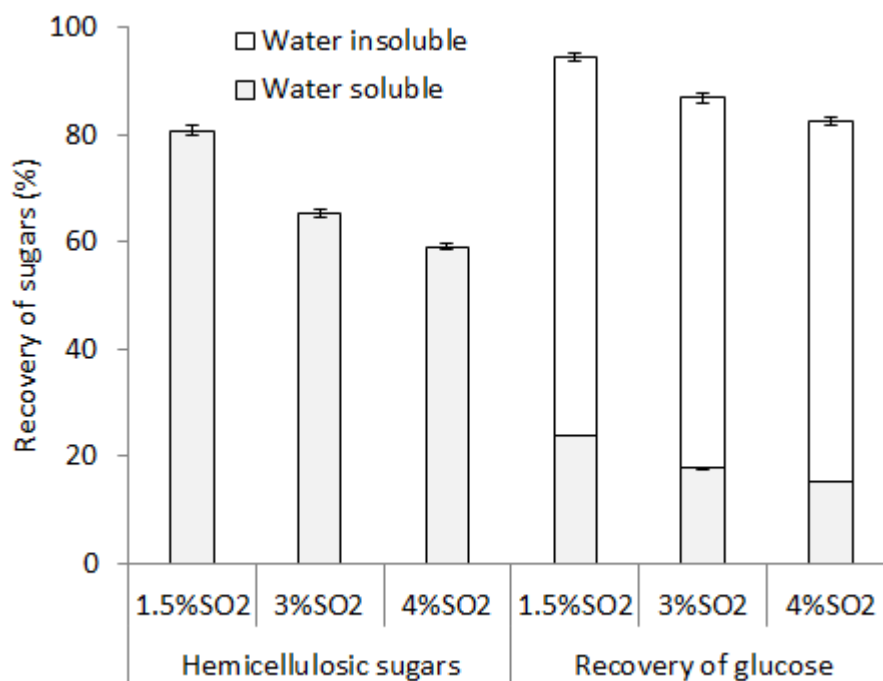 Recovery of sugars (%)
100
80
60
40
20
0
Water insoluble
Water soluble
1.5%SO2 3%SO2 4%SO2 1.5%SO2 3%SO2 4%SO2
Hemicellulosic sugars Recovery of glucose